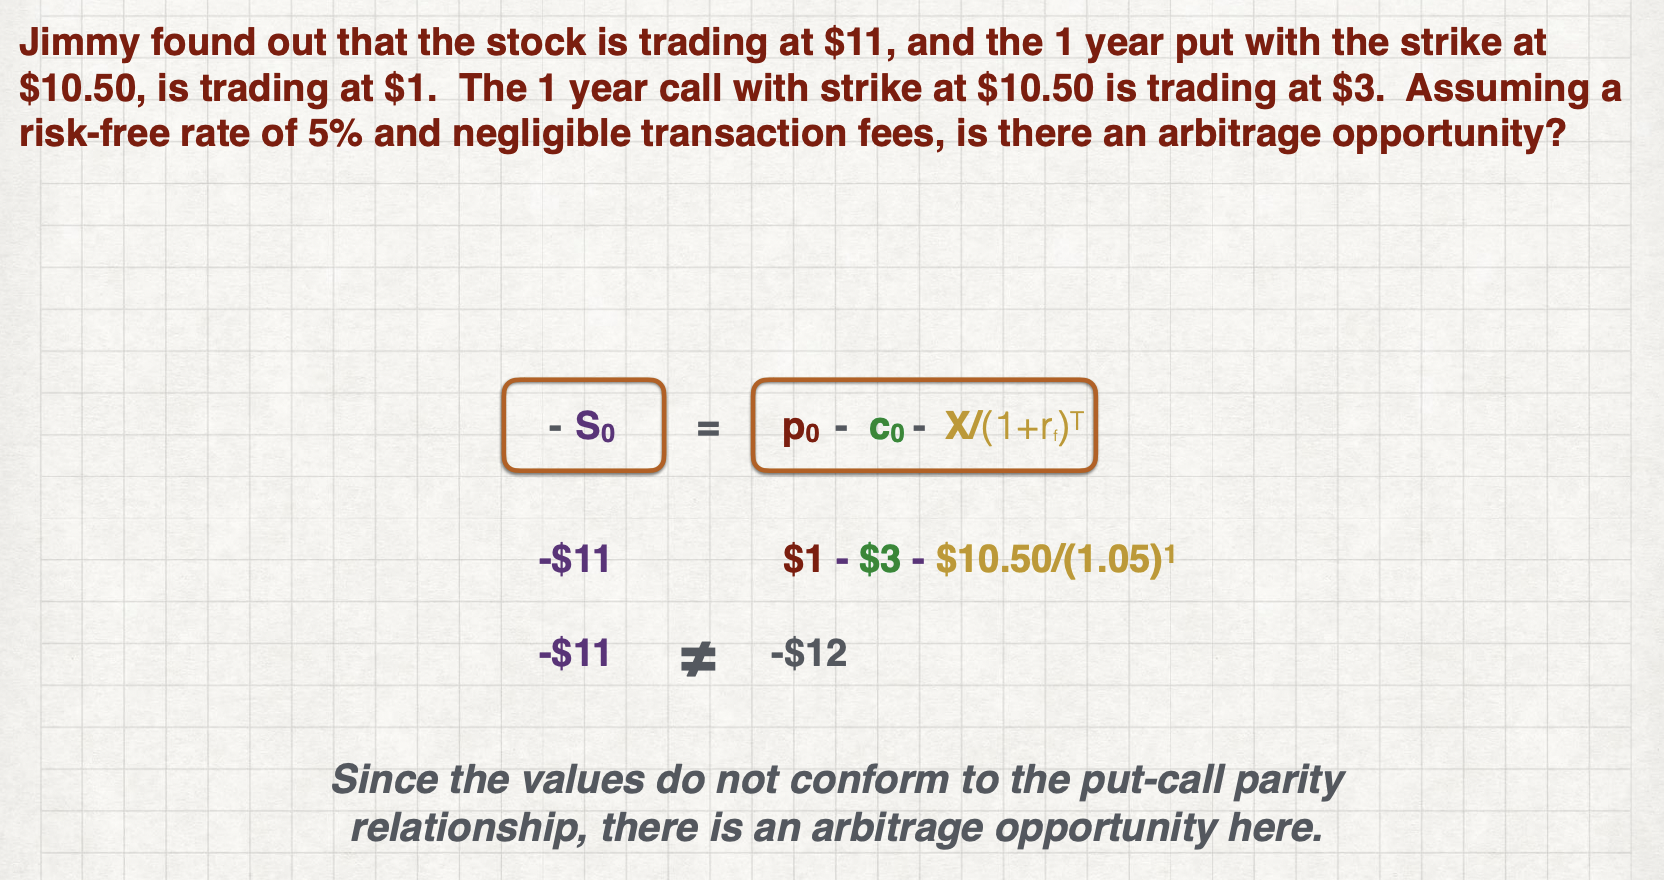 Jimmy found out that the stock is trading at $11, and the 1 year put with the strike at
$10.50, is trading at $1.  The 1 year call with strike at $10.50 is trading at $3.  Assuming a
risk-free rate of 5% and negligible transaction fees, is there an arbitrage opportunity?
- S₀ = p₀ - c₀ - X/(1+r_f)ᵀ
-$11 $1 - $3 - $10.50/(1.05)¹
-$11 ≠ -$12
Since the values do not conform to the put-call parity
relationship, there is an arbitrage opportunity here.